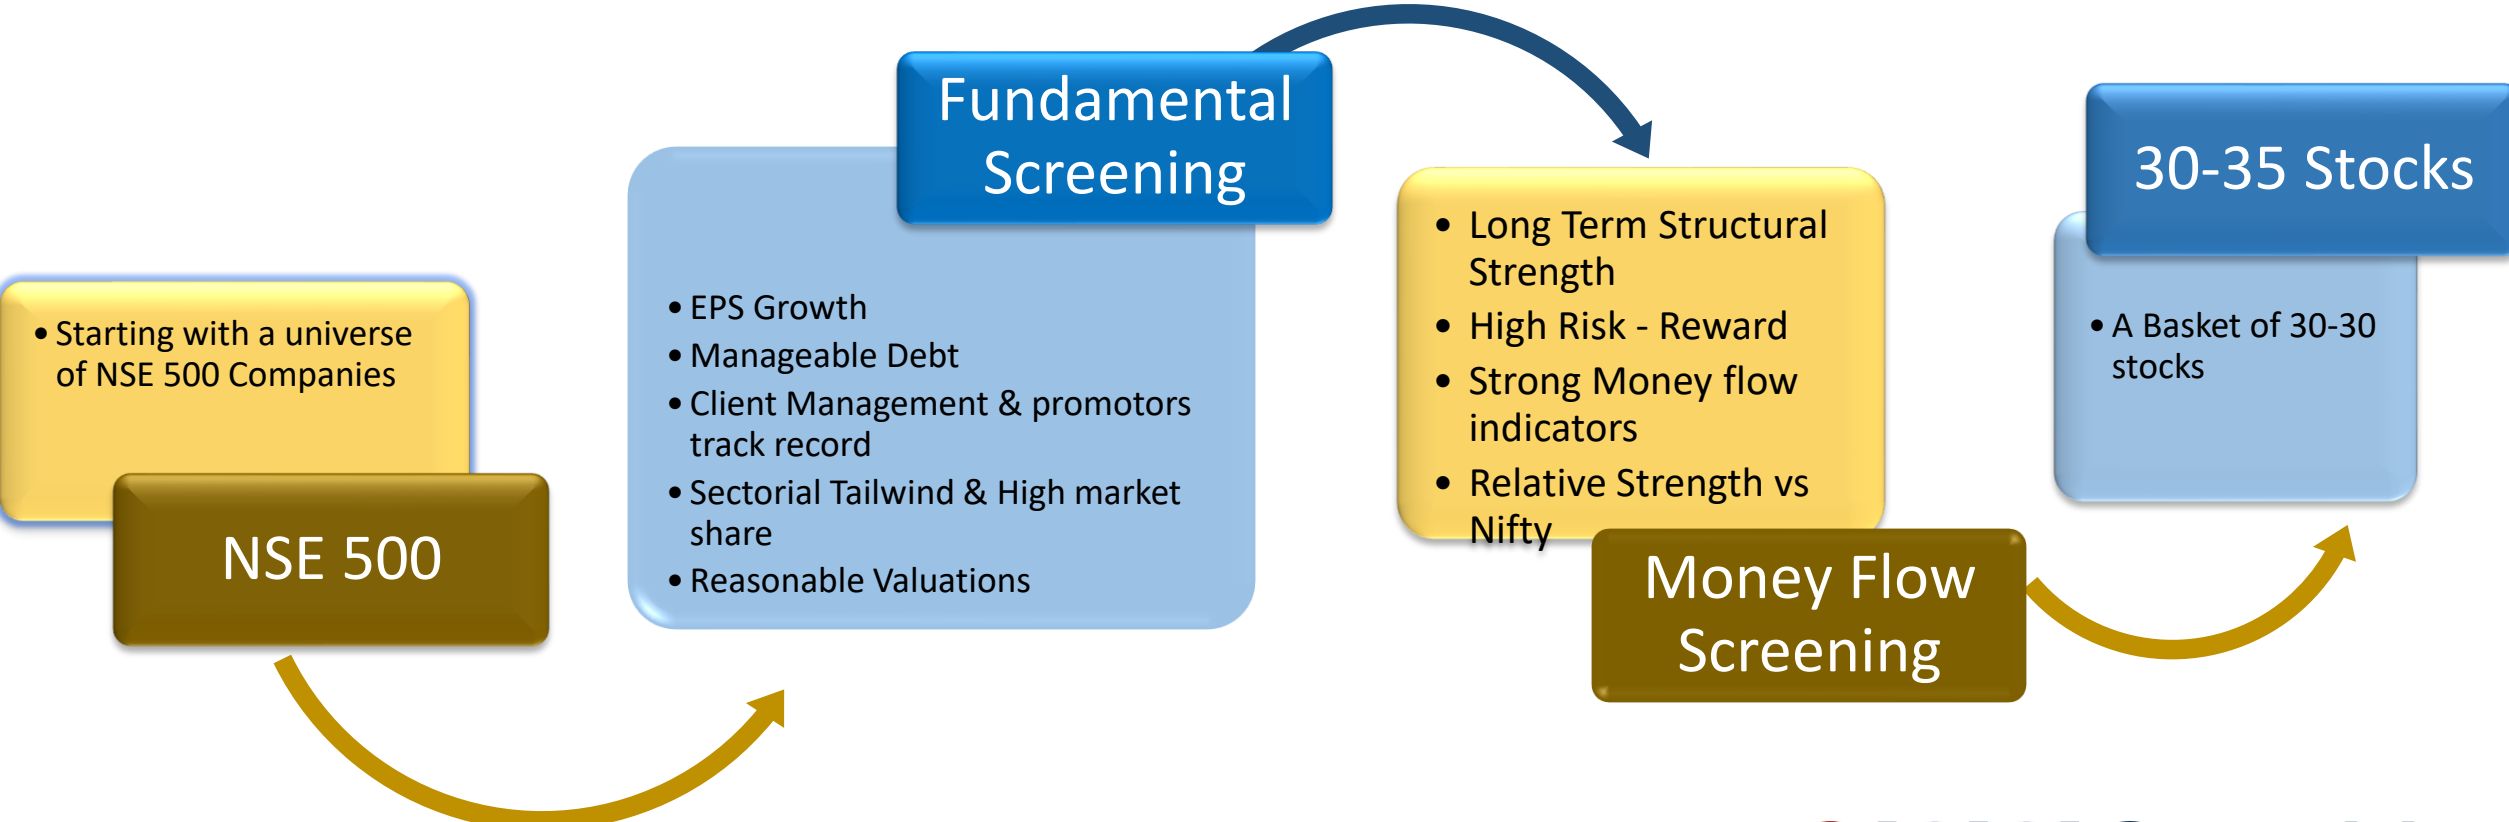 • Starting with a universe
of NSE 500 Companies
NSE 500
Fundamental
Screening
• EPS Growth
• Manageable Debt
• Client Management & promotors
track record
• Sectorial Tailwind & High market
share
• Reasonable Valuations
• Long Term Structural
Strength
• High Risk - Reward
• Strong Money flow
indicators
• Relative Strength vs
Nifty
Money Flow
Screening
30-35 Stocks
• A Basket of 30-30
stocks